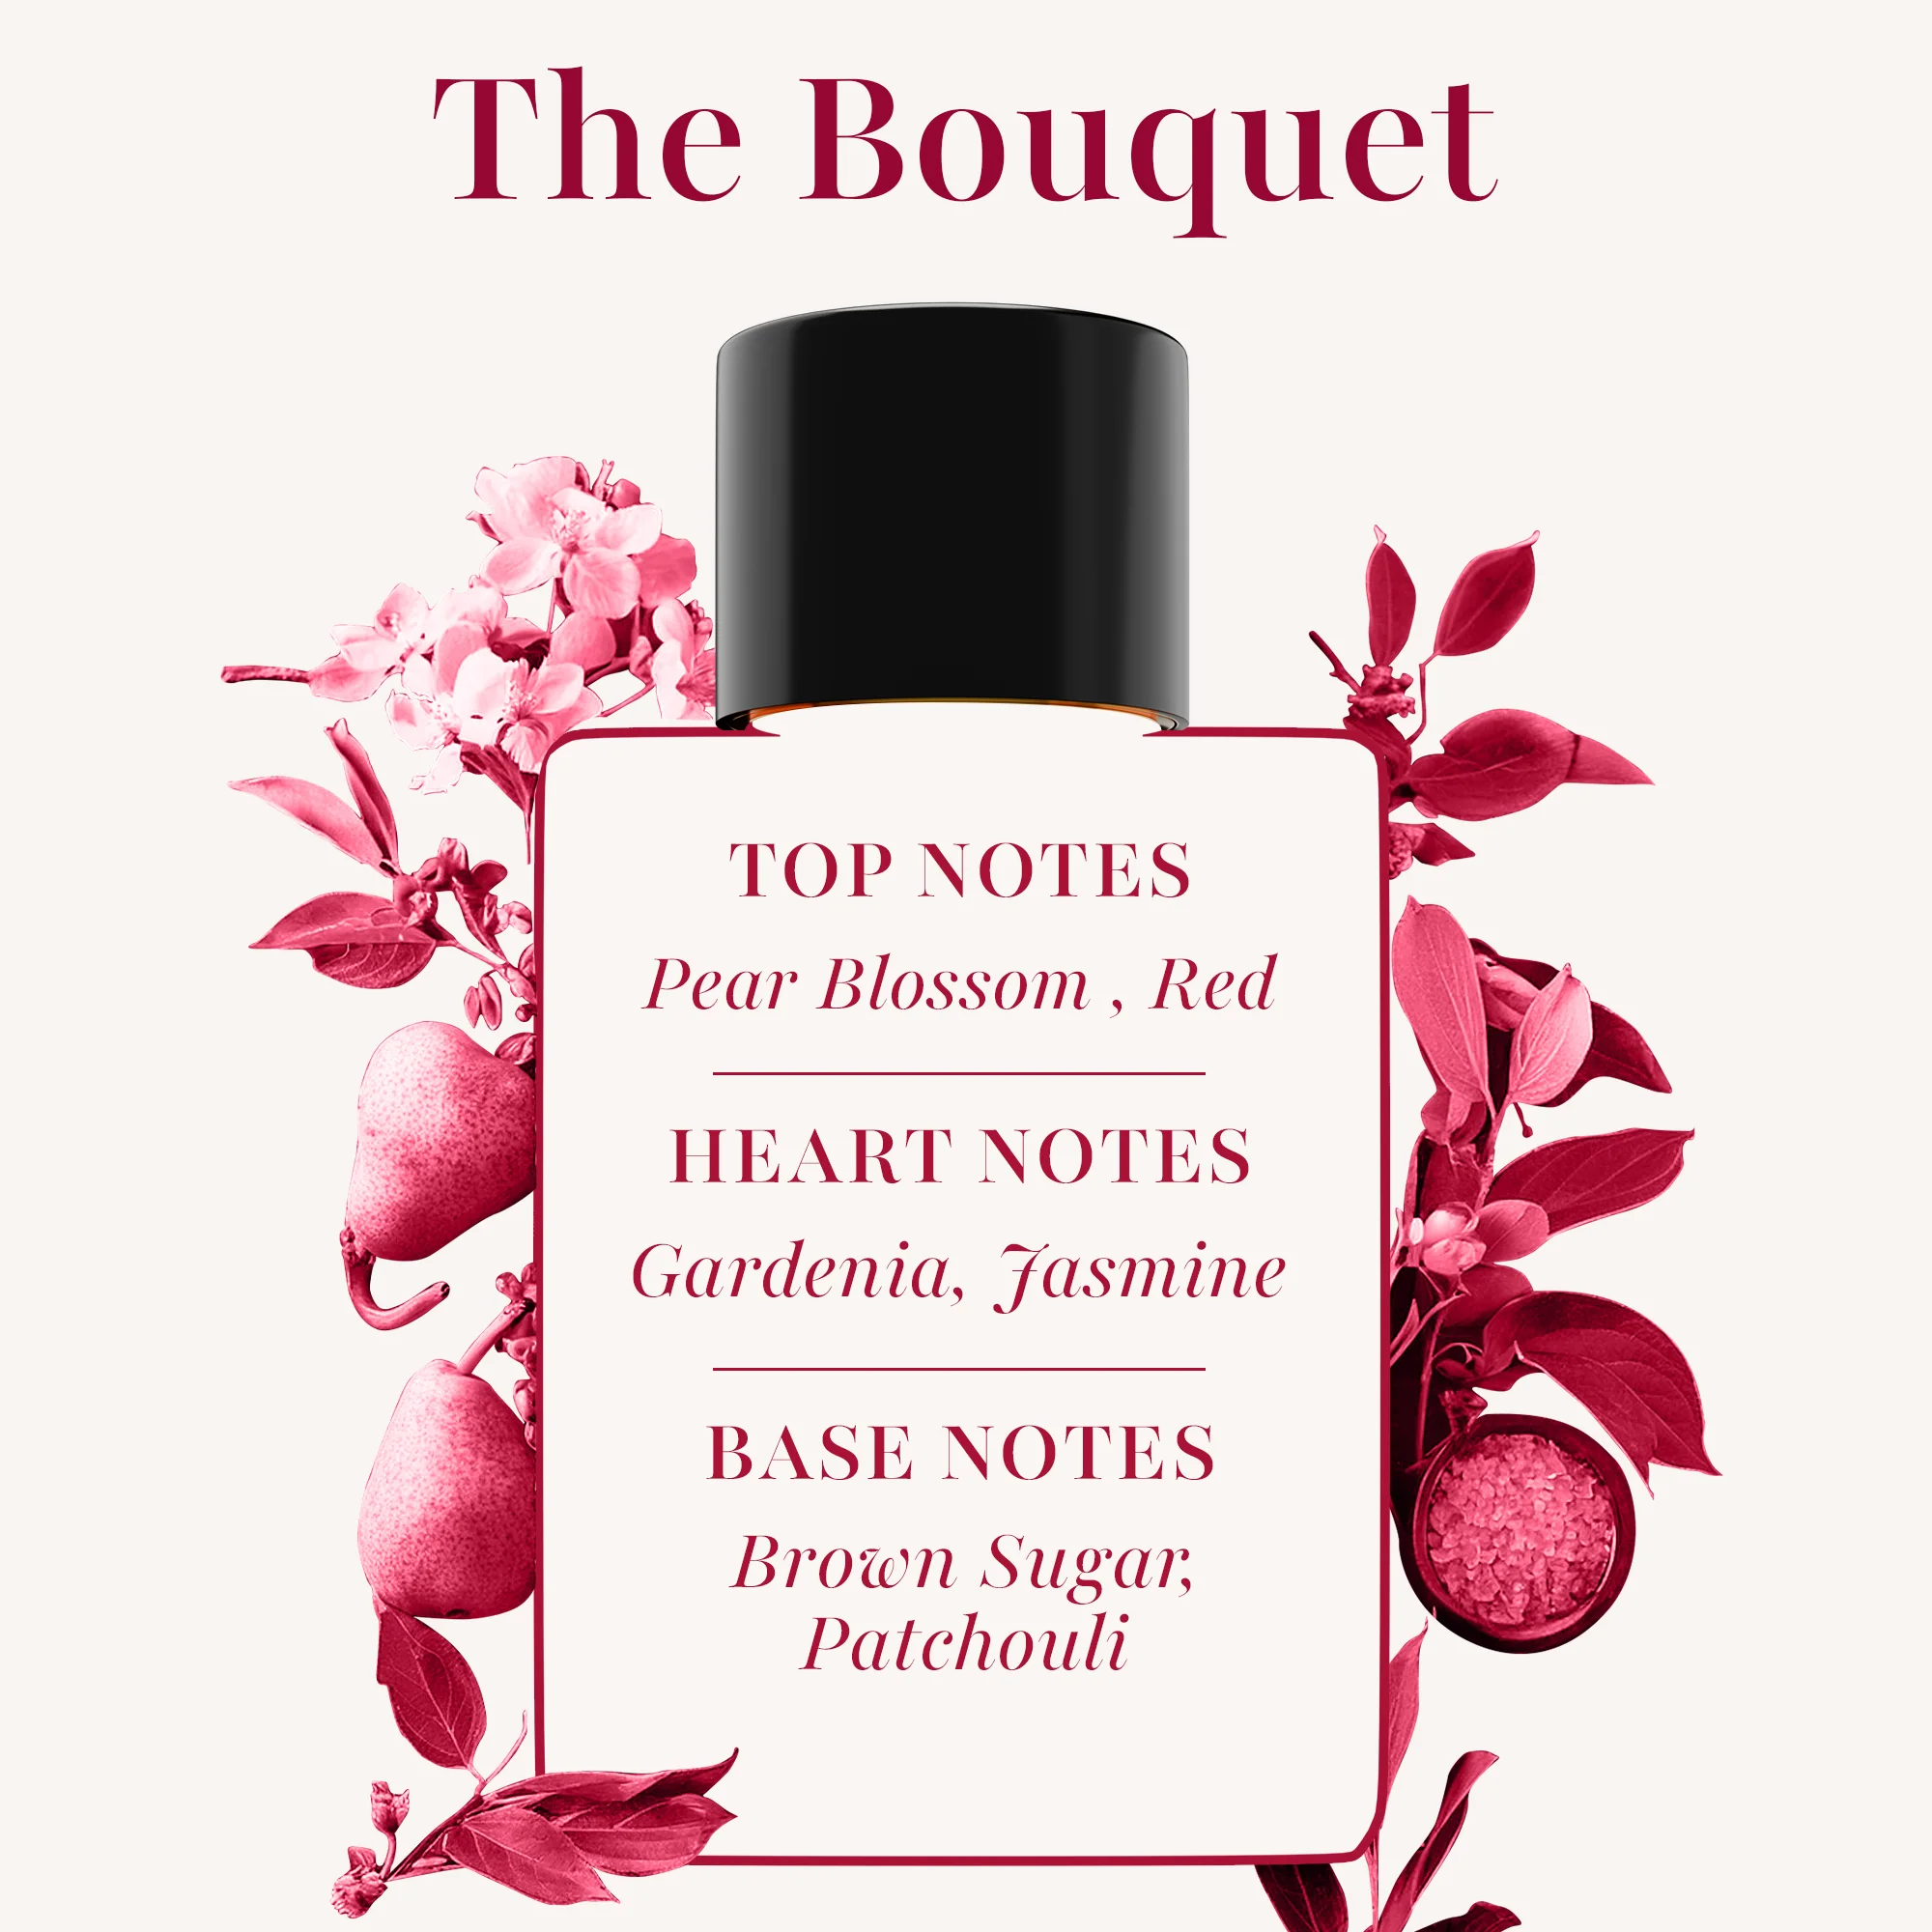 The Bouquet
TOP NOTES
Pear Blossom , Red
HEART NOTES
Gardenia, Jasmine
BASE NOTES
Brown Sugar,
Patchouli